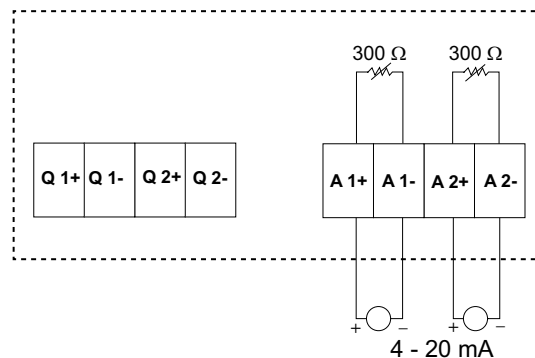 300 Ω 300 Ω
Q 1+ Q 1- Q 2+ Q 2- A 1+ A 1- A 2+ A 2-
+ − + −
4 - 20 mA